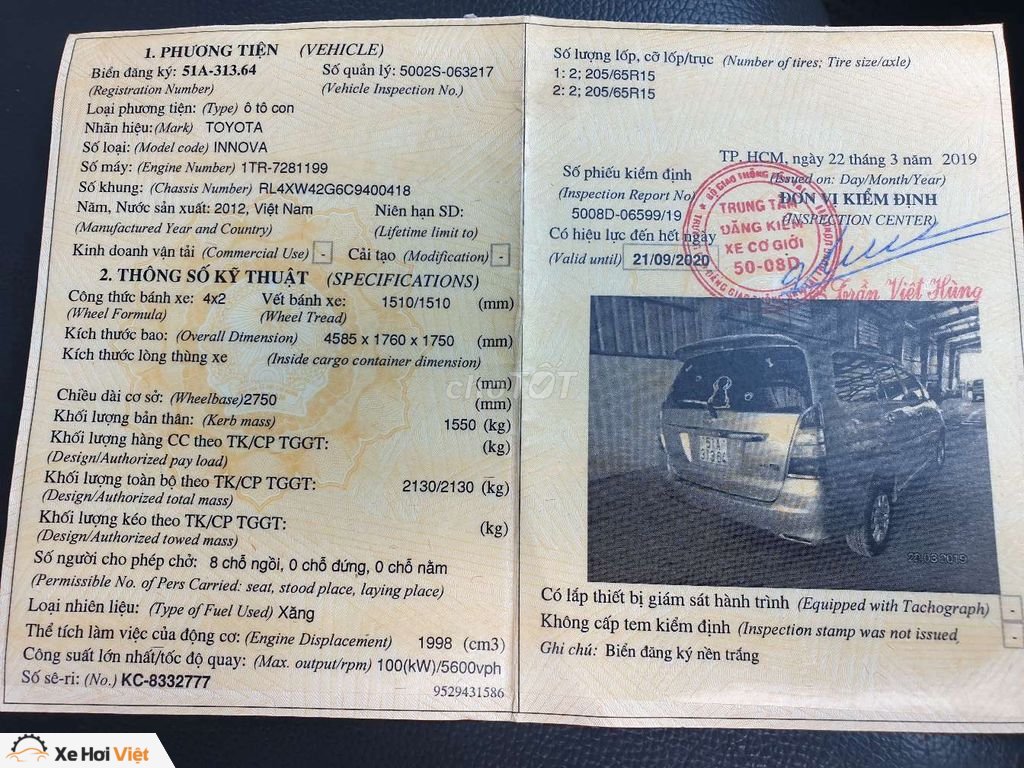 1. PHƯƠNG TIỆN (VEHICLE)
Biển đăng ký: 51A-313.64 Số quản lý: 5002S-063217
(Registration Number) (Vehicle Inspection No.)
Loại phương tiện: (Type) ô tô con
Nhãn hiệu: (Mark) TOYOTA
Số loại: (Model code) INNOVA
Số máy: (Engine Number) 1TR-7281199
Số khung: (Chassis Number) RL4XW42G6C9400418
Năm, Nước sản xuất: 2012, Việt Nam Niên hạn SD:
(Manufactured Year and Country) (Lifetime limit to)
Kinh doanh vận tải (Commercial Use) - Cải tạo (Modification) -
2. THÔNG SỐ KỸ THUẬT (SPECIFICATIONS)
Công thức bánh xe: 4x2 Vết bánh xe: 1510/1510 (mm)
(Wheel Formula) (Wheel Tread)
Kích thước bao: (Overall Dimension) 4585 x 1760 x 1750 (mm)
Kích thước lòng thùng xe (Inside cargo container dimension)
(mm)
Chiều dài cơ sở: (Wheelbase) 2750 (mm)
Khối lượng bản thân: (Kerb mass) 1550 (kg)
Khối lượng hàng CC theo TK/CP TGGT: (kg)
(Design/Authorized pay load)
Khối lượng toàn bộ theo TK/CP TGGT: 2130/2130 (kg)
(Design/Authorized total mass)
Khối lượng kéo theo TK/CP TGGT: (kg)
(Design/Authorized towed mass)
Số người cho phép chở: 8 chỗ ngồi, 0 chỗ đứng, 0 chỗ nằm
(Permissible No. of Pers Carried: seat, stood place, laying place)
Loại nhiên liệu: (Type of Fuel Used) Xăng
Thể tích làm việc của động cơ: (Engine Displacement) 1998 (cm3)
Công suất lớn nhất/tốc độ quay: (Max. output/rpm) 100(kW)/5600vph
Số sê-ri: (No.) KC-8332777
9529431586
Số lượng lốp, cỡ lốp/trục (Number of tires; Tire size/axle)
1: 2; 205/65R15
2: 2; 205/65R15
TP. HCM, ngày 22 tháng 3 năm 2019
(Issued on: Day/Month/Year)
Số phiếu kiểm định
(Inspection Report No)
5008D-06599/19
ĐƠN VỊ KIỂM ĐỊNH
(INSPECTION CENTER)
Có hiệu lực đến hết ngày
(Valid until) 21/09/2020
TRUNG TÂM
ĐĂNG KIỂM
XE CƠ GIỚI
50-08D
Trần Việt Hùng
51A
31364
22.03.2019
Có lắp thiết bị giám sát hành trình (Equipped with Tachograph) -
Không cấp tem kiểm định (Inspection stamp was not issued) -
Ghi chú: Biển đăng ký nền trắng
chợTỐT
Xe Hơi Việt